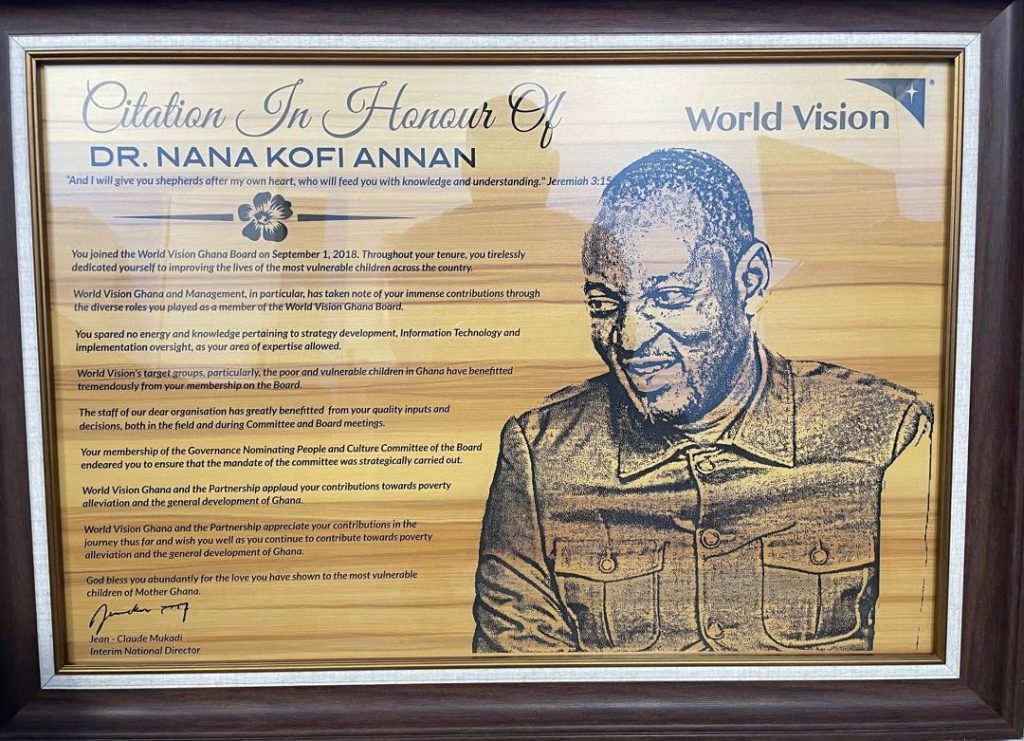 Citation In Honour Of
World Vision
®
DR. NANA KOFI ANNAN
"And I will give you shepherds after my own heart, who will feed you with knowledge and understanding." Jeremiah 3:15
You joined the World Vision Ghana Board on September 1, 2018. Throughout your tenure, you tirelessly
dedicated yourself to improving the lives of the most vulnerable children across the country.
World Vision Ghana and Management, in particular, has taken note of your immense contributions through
the diverse roles you played as a member of the World Vision Ghana Board.
You spared no energy and knowledge pertaining to strategy development, Information Technology and
implementation oversight, as your area of expertise allowed.
World Vision's target groups, particularly, the poor and vulnerable children in Ghana have benefitted
tremendously from your membership on the Board.
The staff of our dear organisation has greatly benefitted from your quality inputs and
decisions, both in the field and during Committee and Board meetings.
Your membership of the Governance Nominating People and Culture Committee of the Board
endeared you to ensure that the mandate of the committee was strategically carried out.
World Vision Ghana and the Partnership applaud your contributions towards poverty
alleviation and the general development of Ghana.
World Vision Ghana and the Partnership appreciate your contributions in the
journey thus far and wish you well as you continue to contribute towards poverty
alleviation and the general development of Ghana.
God bless you abundantly for the love you have shown to the most vulnerable
children of Mother Ghana.
Jean - Claude Mukadi
Interim National Director